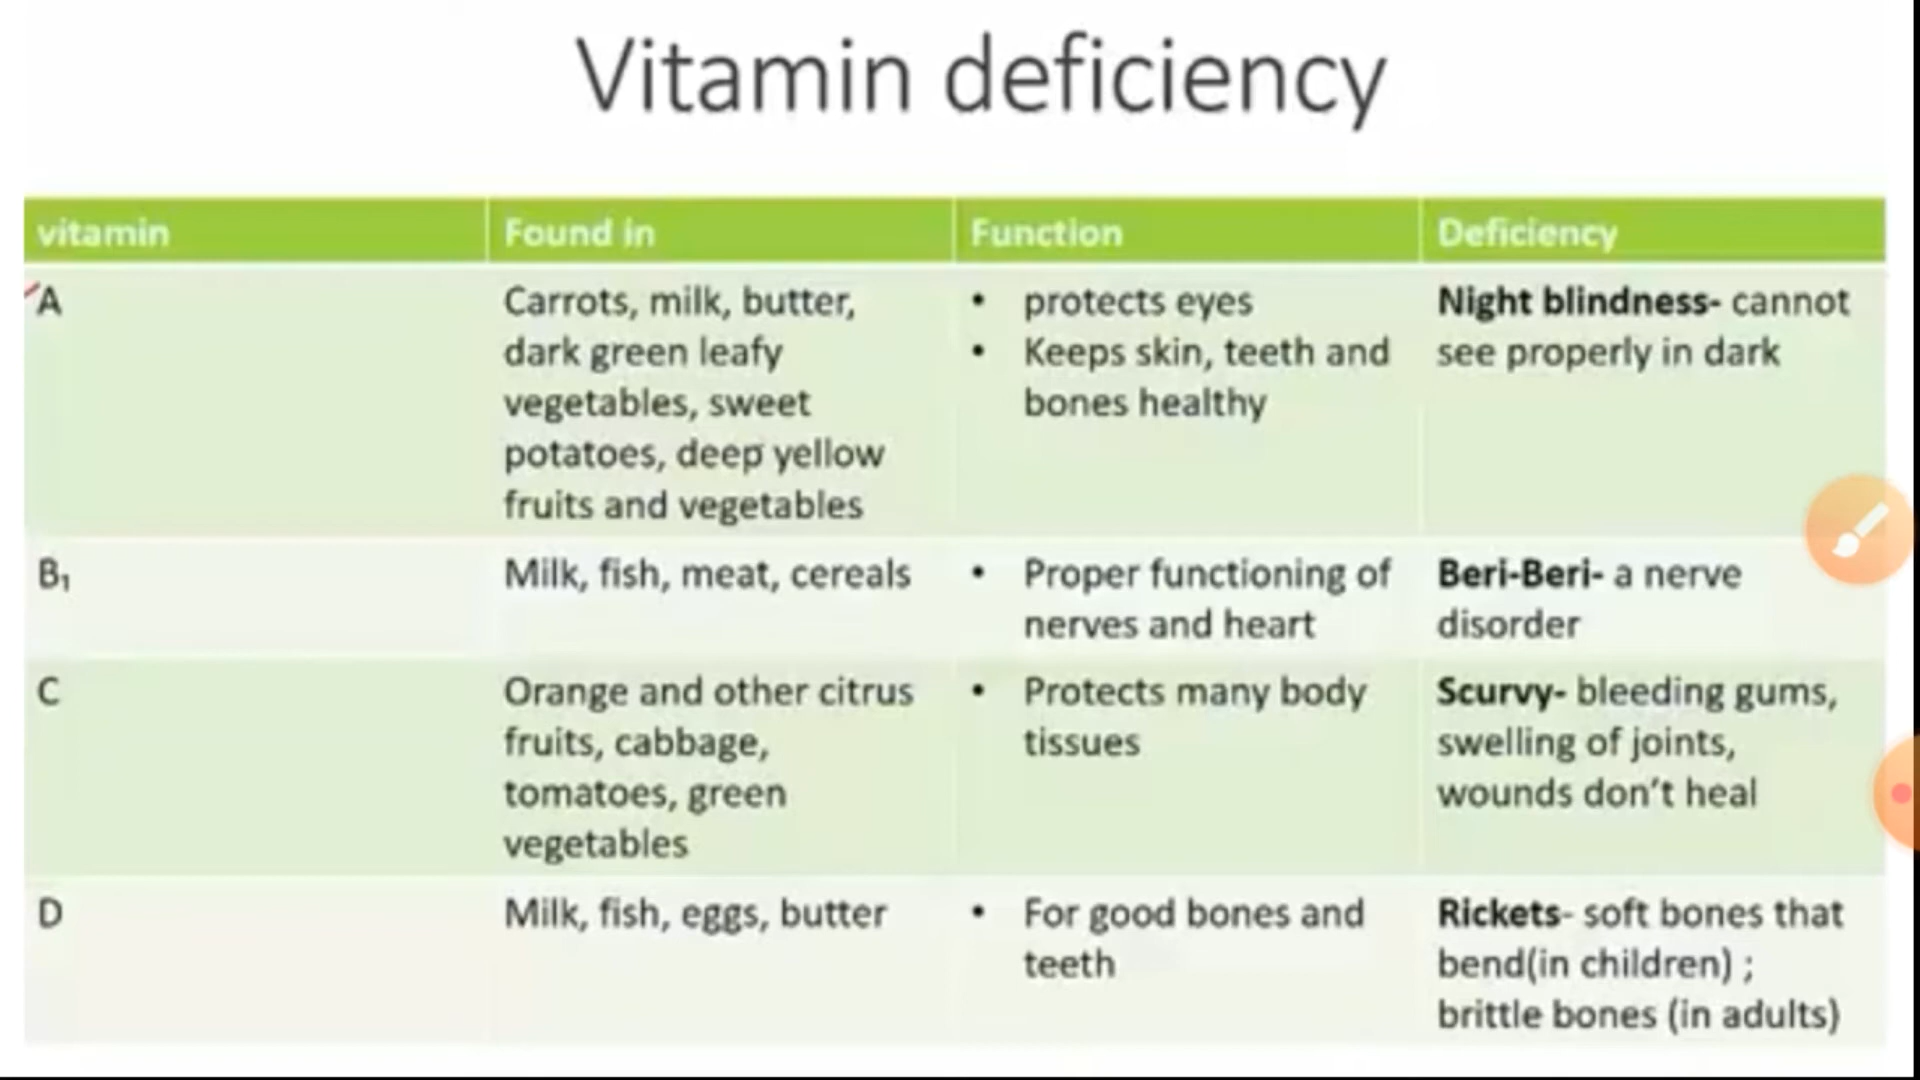 Vitamin deficiency
vitamin
Found in
Function
Deficiency
A
Carrots, milk, butter,
dark green leafy
vegetables, sweet
potatoes, deep yellow
fruits and vegetables
• protects eyes
• Keeps skin, teeth and
bones healthy
Night blindness- cannot
see properly in dark
B₁
Milk, fish, meat, cereals
• Proper functioning of
nerves and heart
Beri-Beri- a nerve
disorder
C
Orange and other citrus
fruits, cabbage,
tomatoes, green
vegetables
• Protects many body
tissues
Scurvy- bleeding gums,
swelling of joints,
wounds don't heal
D
Milk, fish, eggs, butter
• For good bones and
teeth
Rickets- soft bones that
bend(in children) ;
brittle bones (in adults)